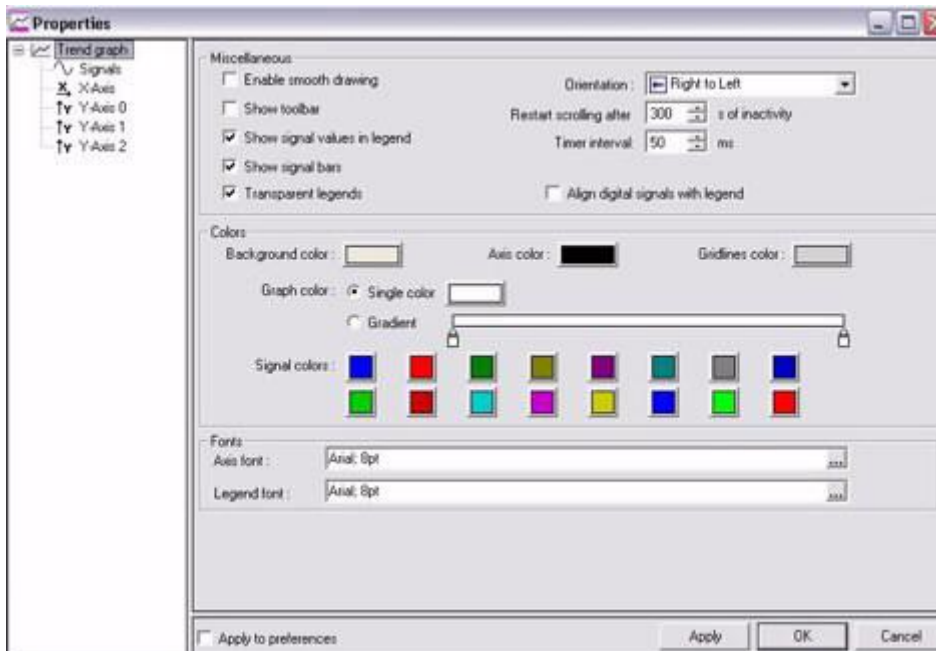 Properties
Trend graph
Signals
X-Axis
Y-Axis 0
Y-Axis 1
Y-Axis 2
Miscellaneous
Enable smooth drawing
Show toolbar
Show signal values in legend
Show signal bars
Transparent legends
Orientation : Right to Left
Restart scrolling after 300 s of inactivity
Timer interval: 50 ms
Align digital signals with legend
Colors
Background color : Axis color : Gridlines color :
Graph color : Single color
Gradient
Signal colors :
Fonts
Axis font : Arial; 8pt ...
Legend font : Arial; 8pt ...
Apply to preferences Apply OK Cancel